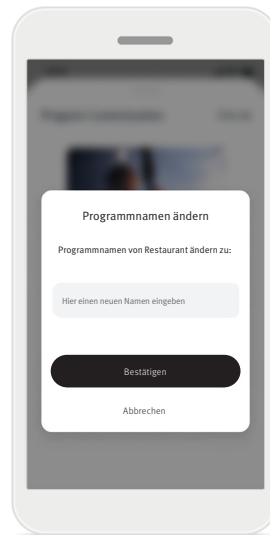 Programmnamen ändern
Programmnamen von Restaurant ändern zu:
Hier einen neuen Namen eingeben
Bestätigen
Abbrechen